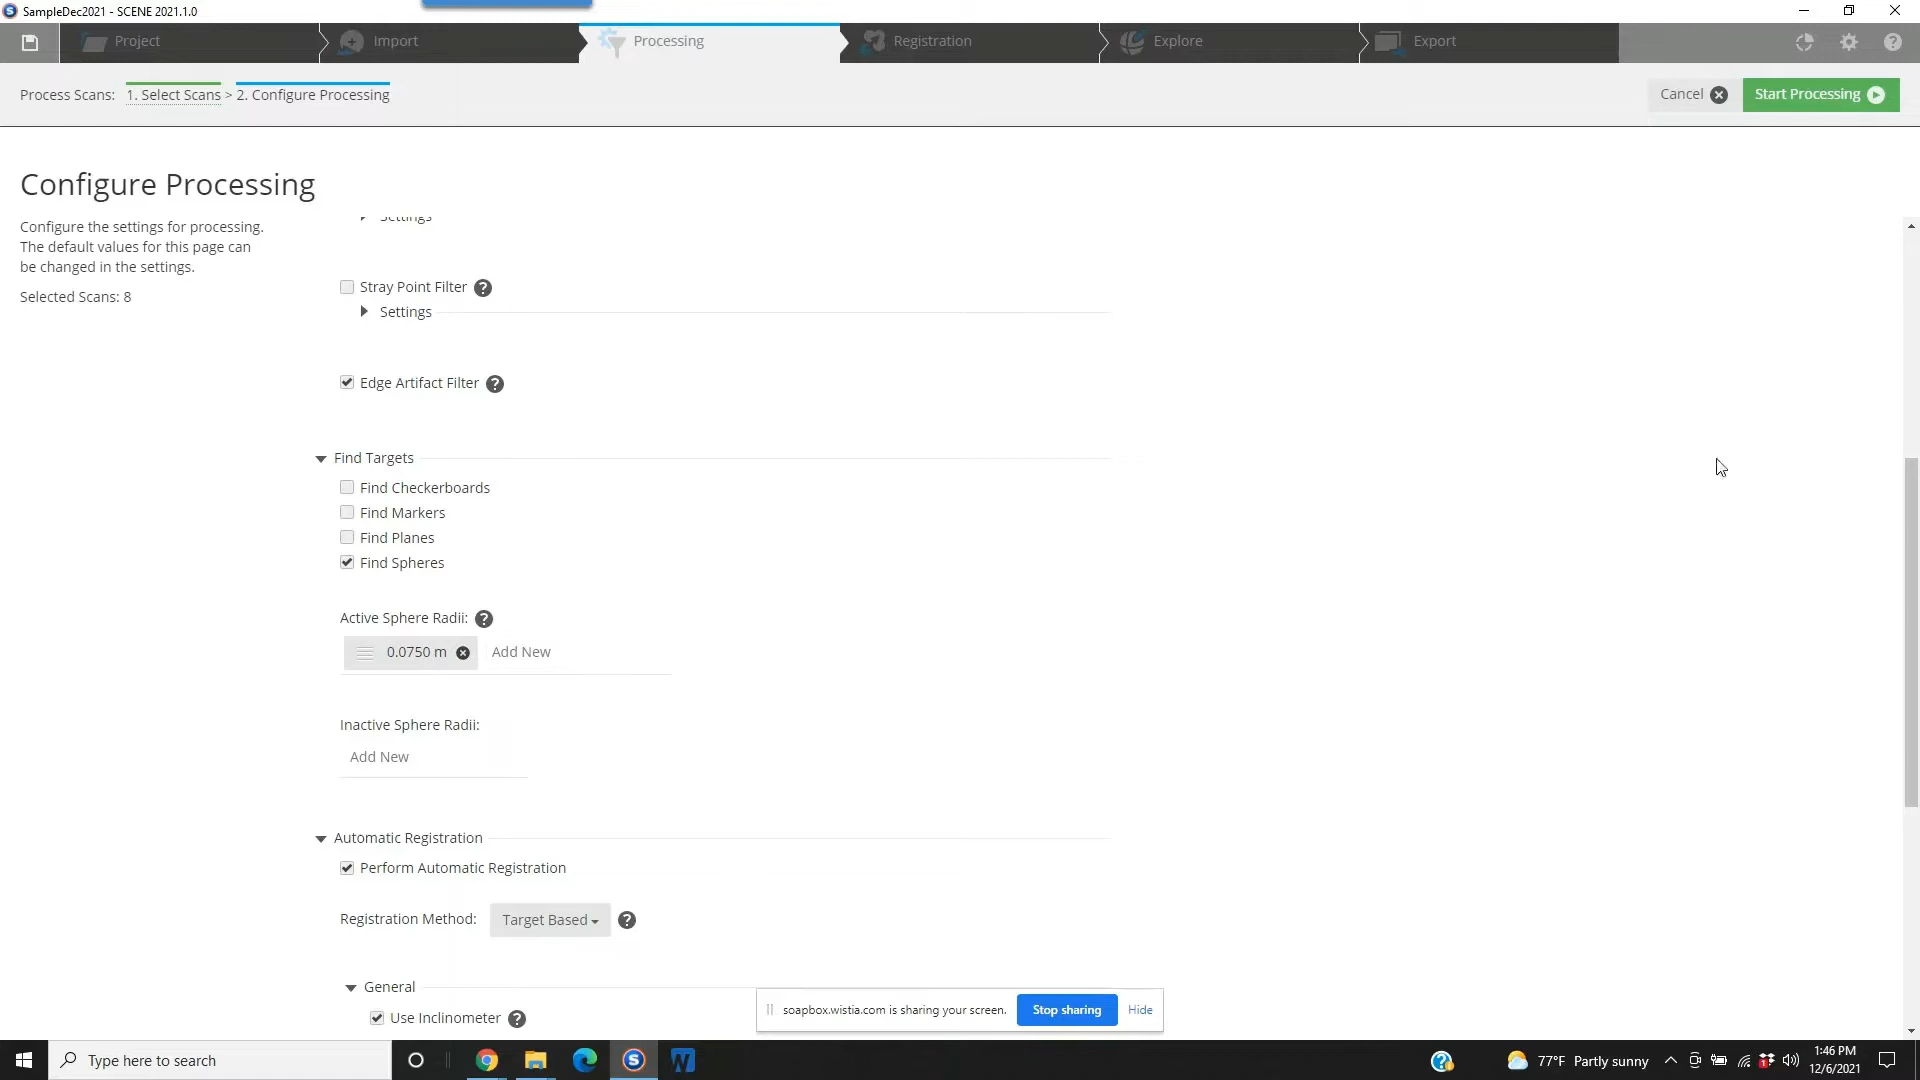 SampleDec2021 - SCENE 2021.1.0
Project
Import
Processing
Registration
Explore
Export
Process Scans: 1. Select Scans > 2. Configure Processing
Cancel
Start Processing
Configure Processing
Configure the settings for processing.
The default values for this page can
be changed in the settings.
Selected Scans: 8
Settings
Stray Point Filter
Settings
Edge Artifact Filter
Find Targets
Find Checkerboards
Find Markers
Find Planes
Find Spheres
Active Sphere Radii:
0.0750 m
Add New
Inactive Sphere Radii:
Add New
Automatic Registration
Perform Automatic Registration
Registration Method: Target Based
General
Use Inclinometer
soapbox.wistia.com is sharing your screen.
Stop sharing
Hide
Type here to search
77°F Partly sunny
1:46 PM
12/6/2021